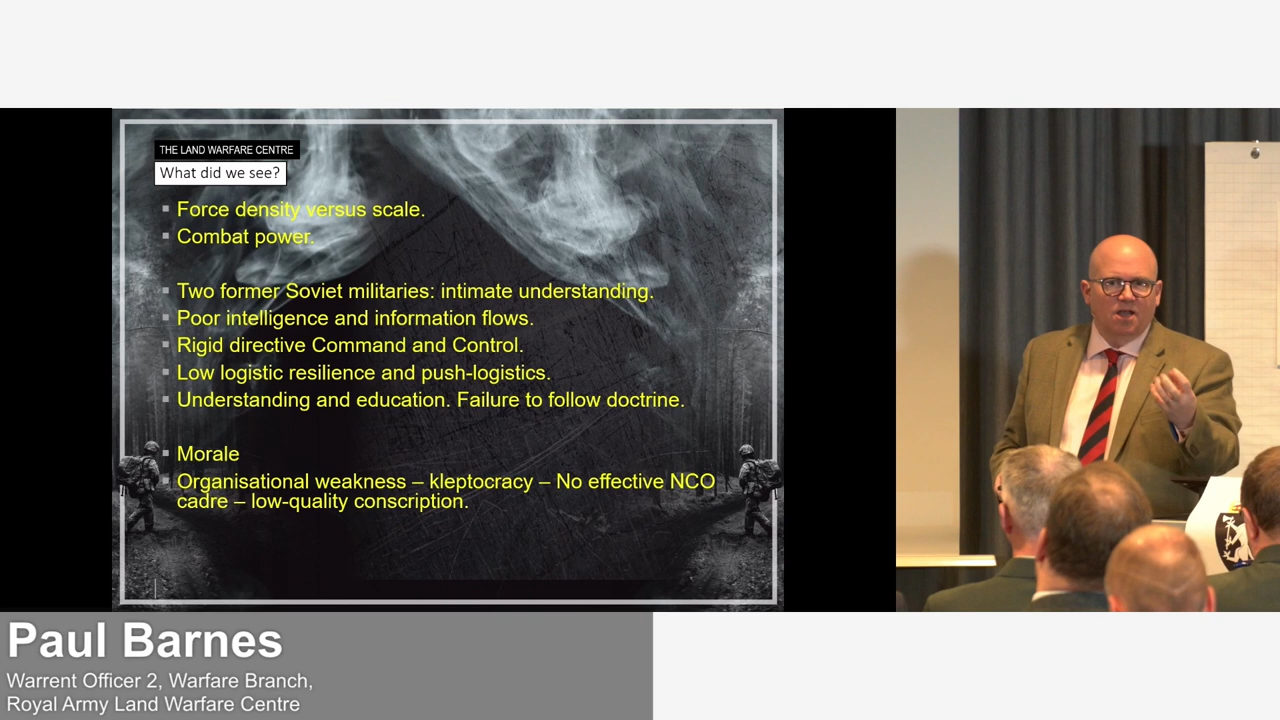 THE LAND WARFARE CENTRE
What did we see?
Force density versus scale.
Combat power.
Two former Soviet militaries: intimate understanding.
Poor intelligence and information flows.
Rigid directive Command and Control.
Low logistic resilience and push-logistics.
Understanding and education. Failure to follow doctrine.
Morale
Organisational weakness – kleptocracy – No effective NCO
cadre – low-quality conscription.
Paul Barnes
Warrent Officer 2, Warfare Branch,
Royal Army Land Warfare Centre